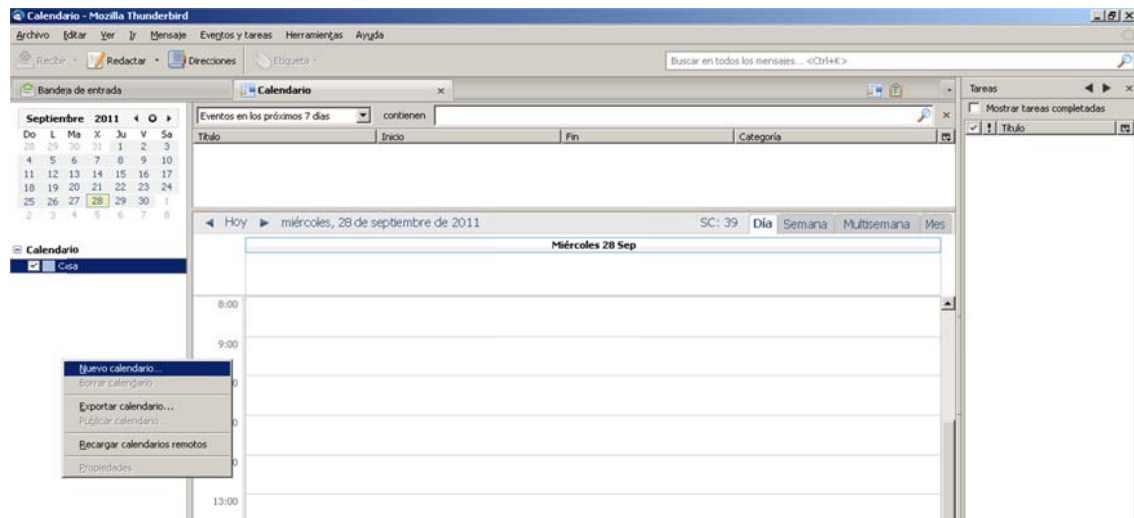 Calendario - Mozilla Thunderbird
Archivo Editar Ver Ir Mensaje Eventos y tareas Herramientas Ayuda
Recibir Redactar Direcciones Etiqueta Buscar en todos los mensajes... <Ctrl+K>
Bandeja de entrada Calendario Tareas
Septiembre 2011 Eventos en los próximos 7 días contienen Mostrar tareas completadas
Do L Ma X Ju V Sa Título Inicio Fin Categoría ! Título
28 29 30 31 1 2 3
4 5 6 7 8 9 10
11 12 13 14 15 16 17
18 19 20 21 22 23 24
25 26 27 28 29 30 1
2 3 4 5 6 7 8
Hoy miércoles, 28 de septiembre de 2011 SC: 39 Día Semana Multisemana Mes
Calendario Miércoles 28 Sep
Casa
8:00
9:00
Nuevo calendario...
Borrar calendario
Exportar calendario...
Publicar calendario...
Recargar calendarios remotos
Propiedades
13:00